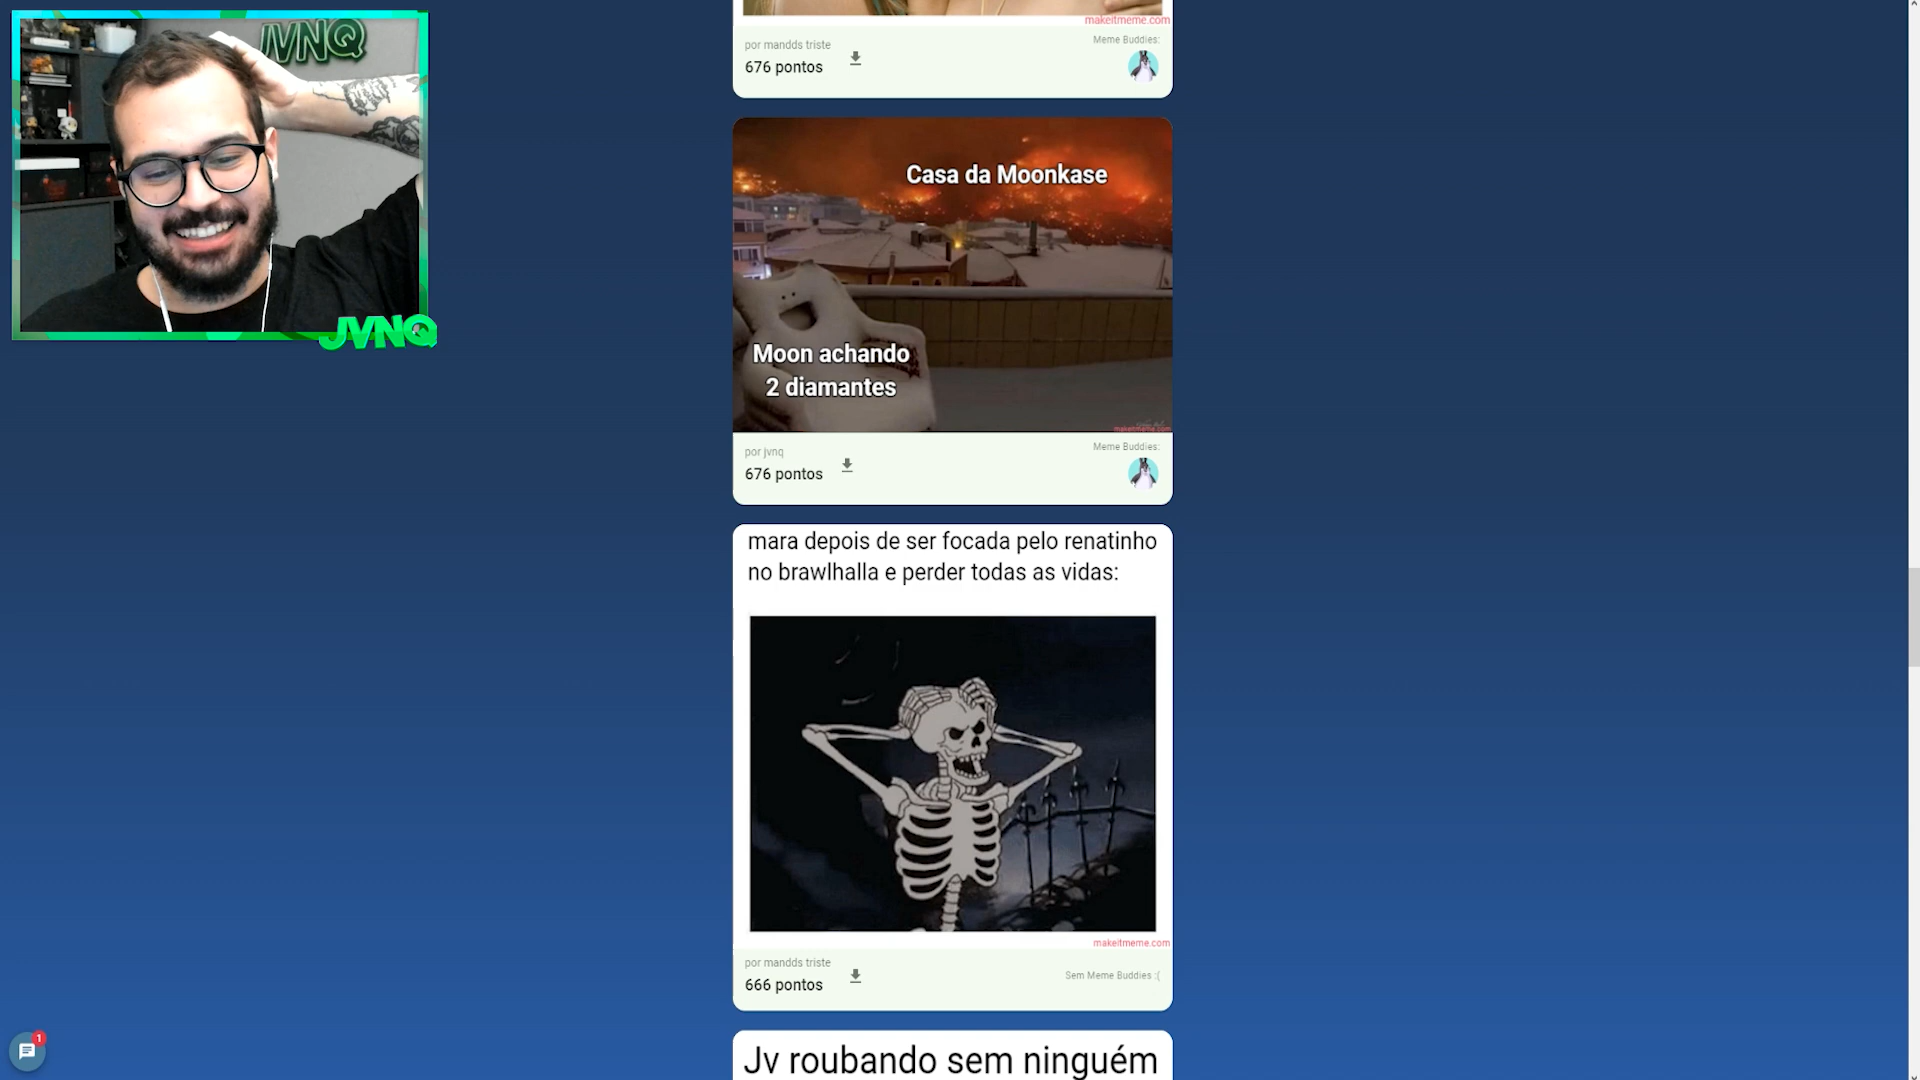 JVNQ
JVNQ
makeitmeme.com
por mandds triste
676 pontos
Meme Buddies:
Casa da Moonkase
Moon achando
2 diamantes
makeitmeme.com
por jvnq
676 pontos
Meme Buddies:
mara depois de ser focada pelo renatinho
no brawlhalla e perder todas as vidas:
makeitmeme.com
por mandds triste
666 pontos
Sem Meme Buddies :(
Jv roubando sem ninguém
1